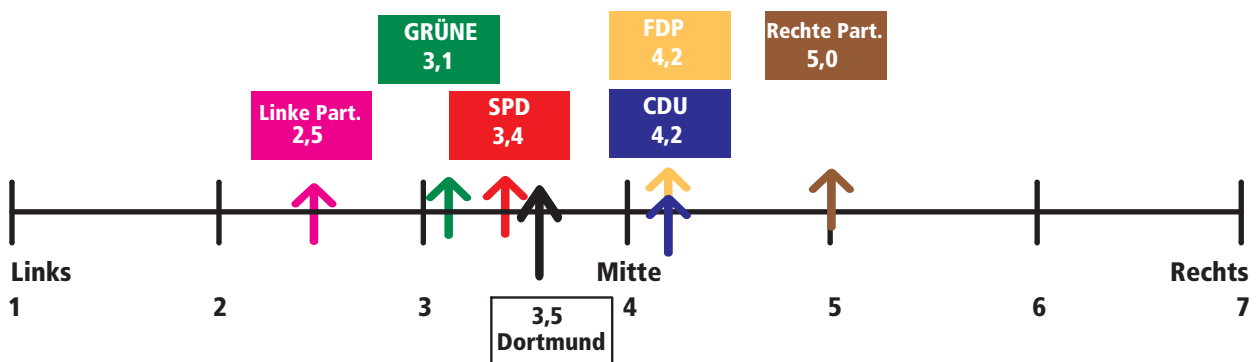 GRÜNE
3,1
FDP
4,2
Rechte Part.
5,0
Linke Part.
2,5
SPD
3,4
CDU
4,2
Links
Mitte
Rechts
1
2
3
4
5
6
7
3,5
Dortmund